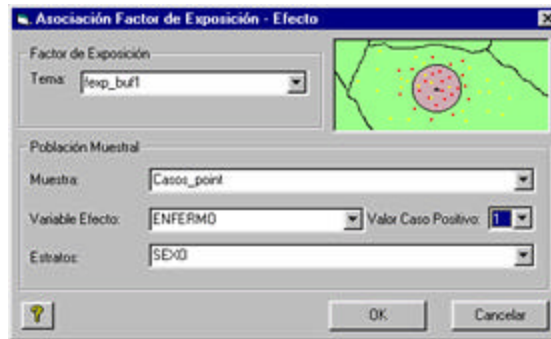 Asociación Factor de Exposición - Efecto
Factor de Exposición
Tema: fexp_buf1
Población Muestral
Muestra: Casos_point
Variable Efecto: ENFERMO Valor Caso Positivo: 1
Estratos: SEXO
? OK Cancelar